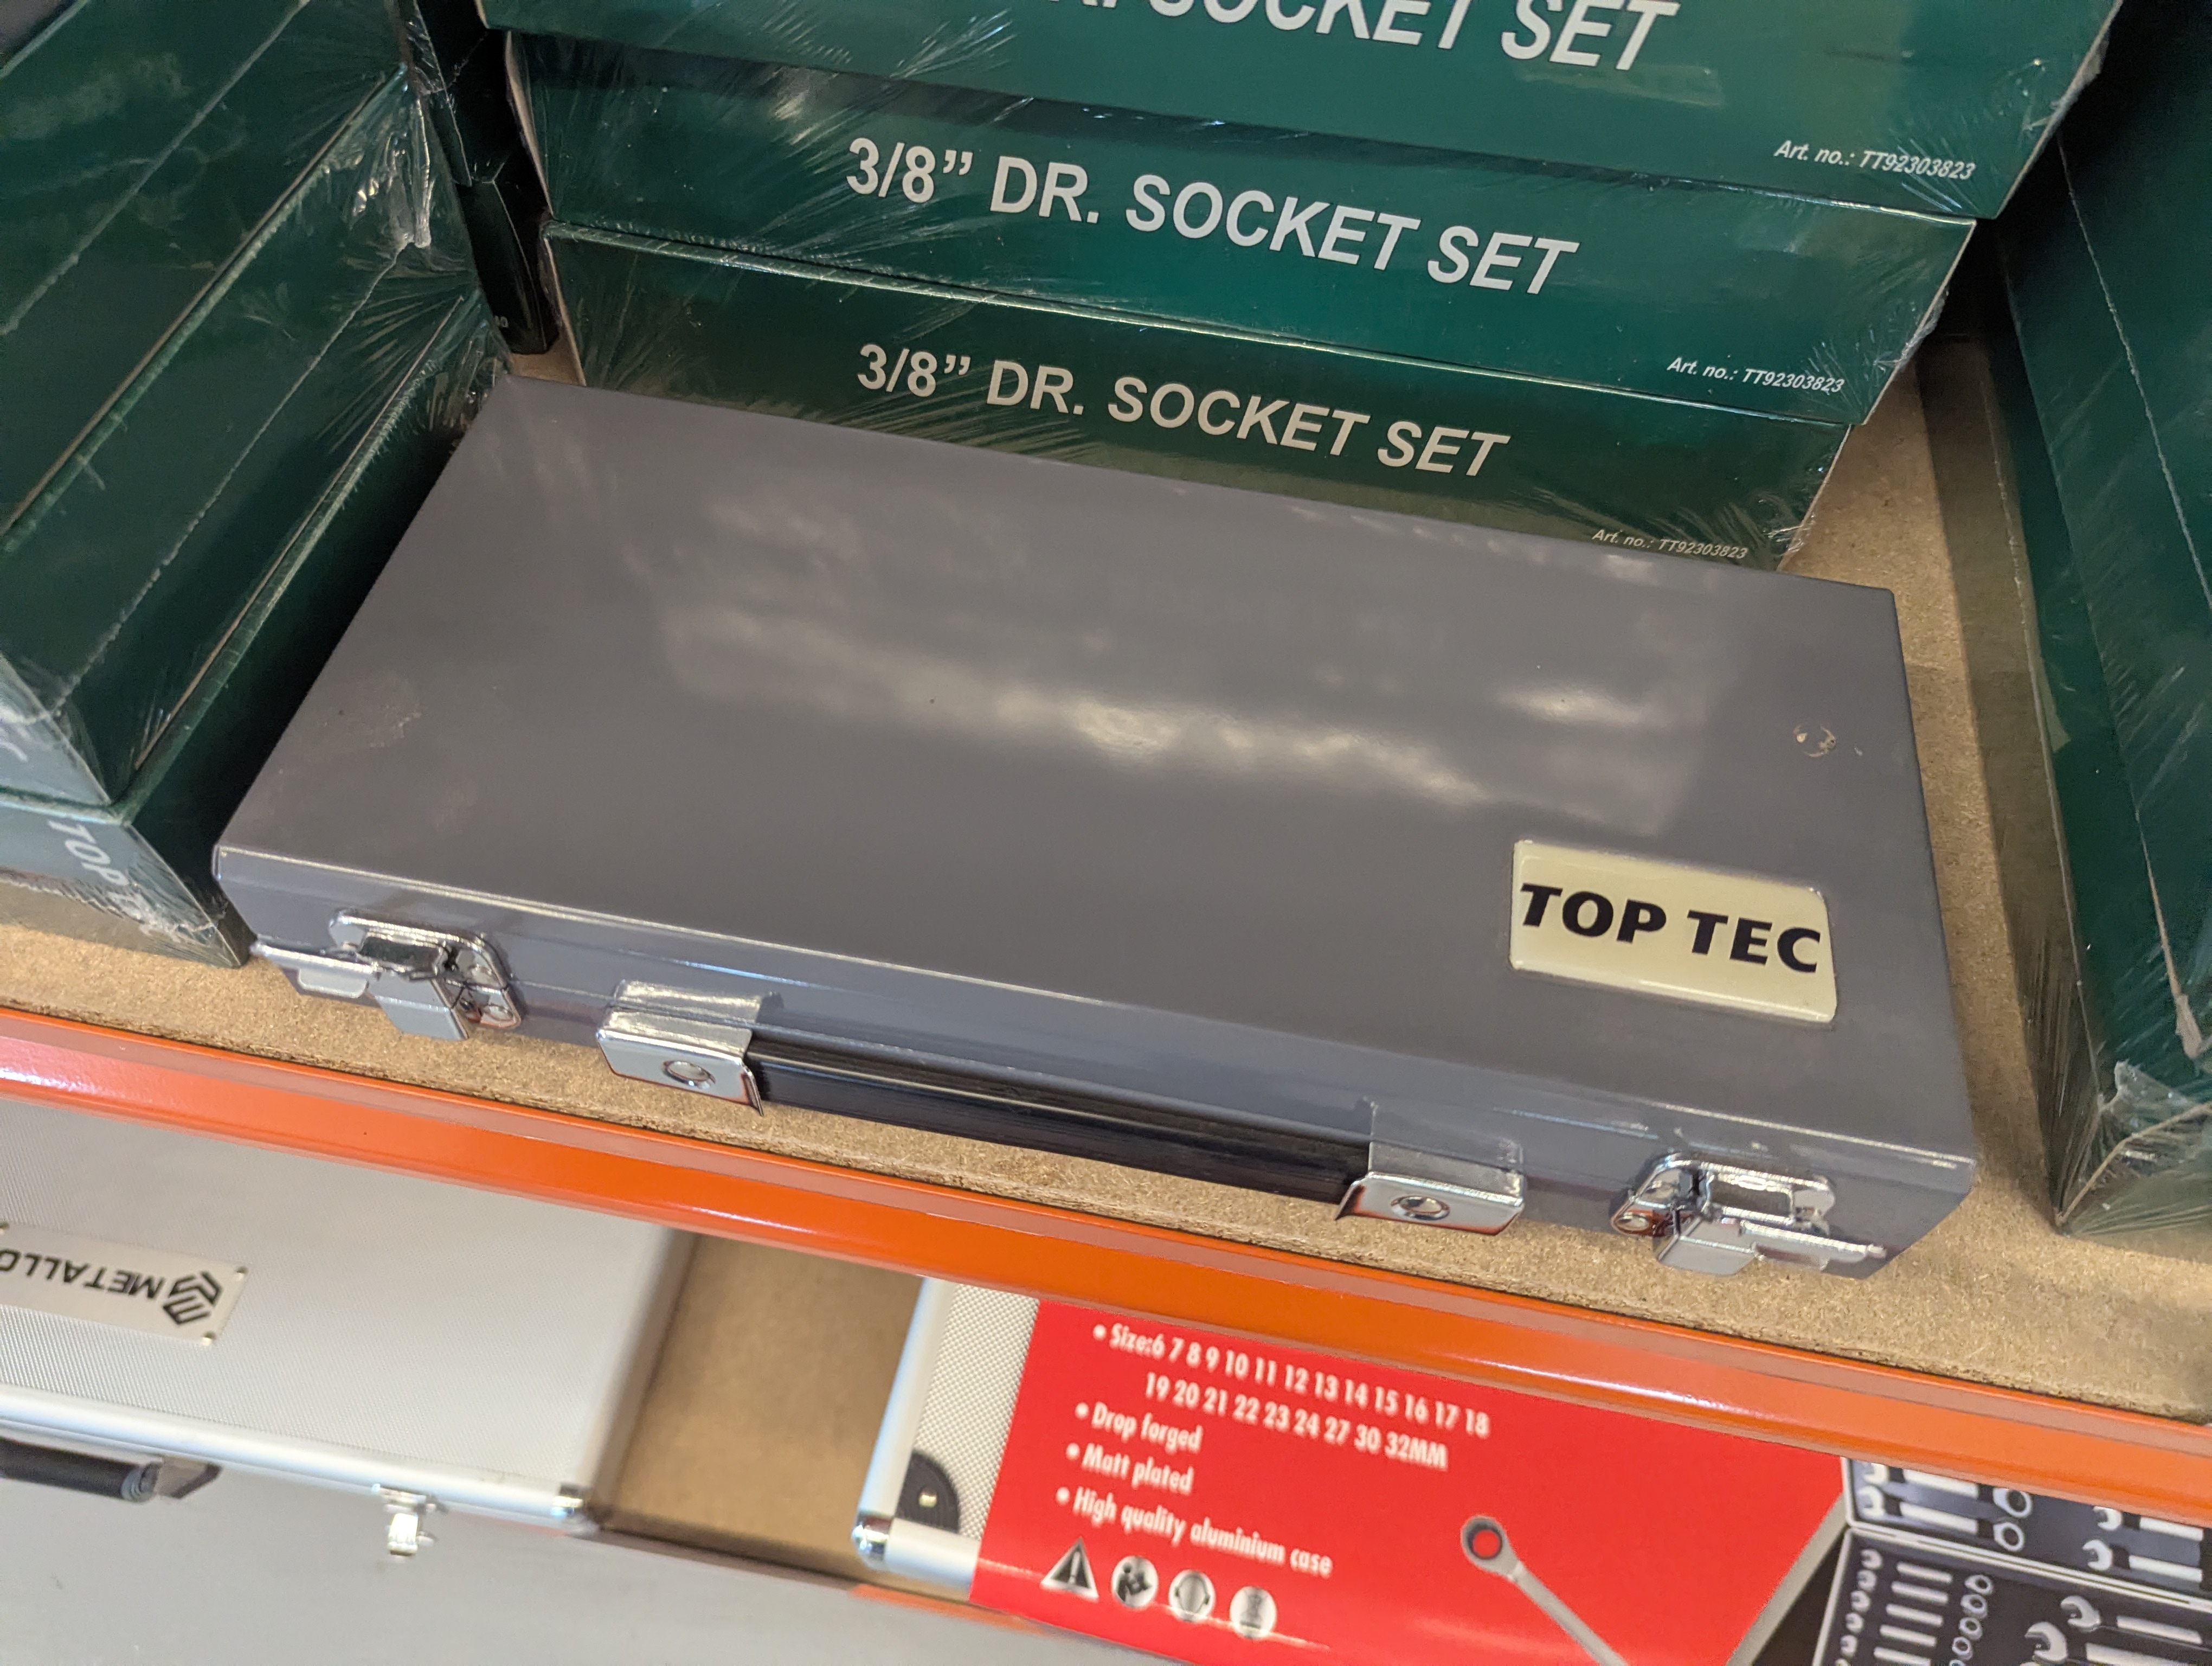 SOCKET SET
Art. no.: TT92303823
3/8” DR. SOCKET SET
Art. no.: TT92303823
3/8” DR. SOCKET SET
Art. no.: TT92303823
TOP TEC
TOP
METALLO
• Size:6 7 8 9 10 11 12 13 14 15 16 17 18
19 20 21 22 23 24 27 30 32MM
• Drop forged
• Matt plated
• High quality aluminium case